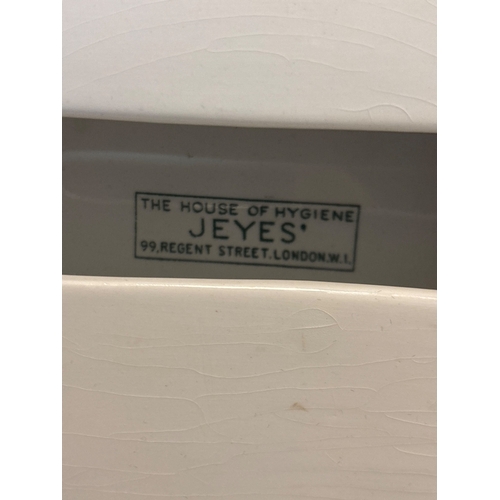 THE HOUSE OF HYGIENE
JEYES'
99, REGENT STREET. LONDON. W.1.